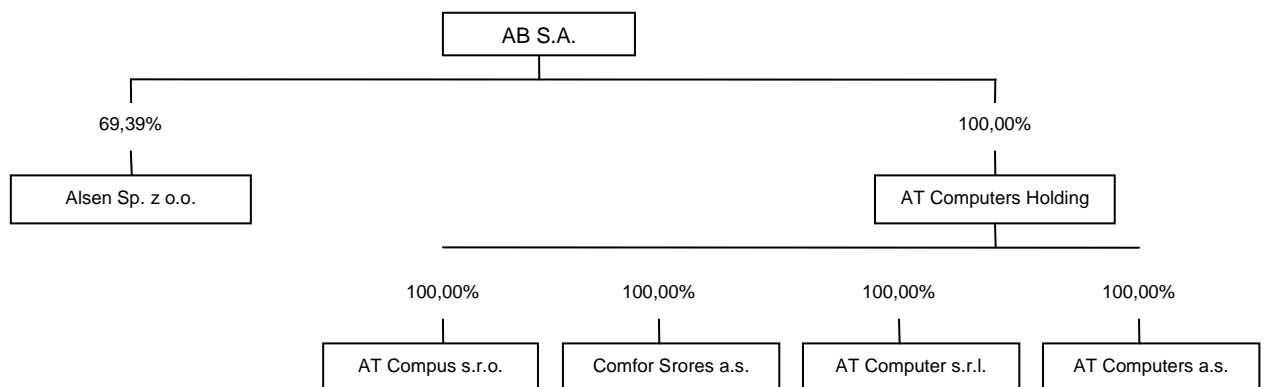 AB S.A.
69,39%
100,00%
Alsen Sp. z o.o.
AT Computers Holding
100,00%
100,00%
100,00%
100,00%
AT Compus s.r.o.
Comfor Srores a.s.
AT Computer s.r.l.
AT Computers a.s.